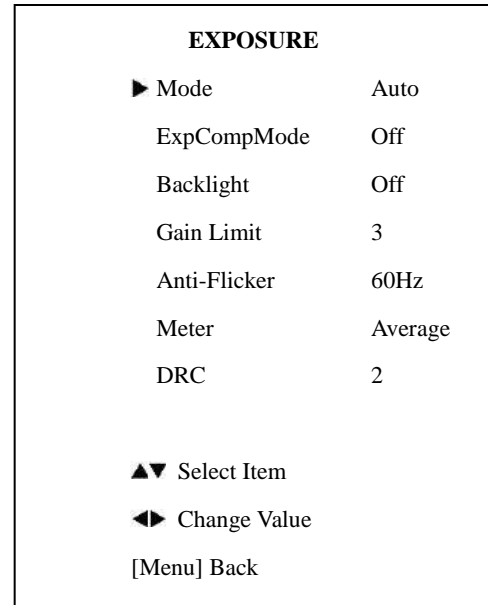 EXPOSURE
▶ Mode Auto
ExpCompMode Off
Backlight Off
Gain Limit 3
Anti-Flicker 60Hz
Meter Average
DRC 2
▲▼ Select Item
◀▶ Change Value
[Menu] Back